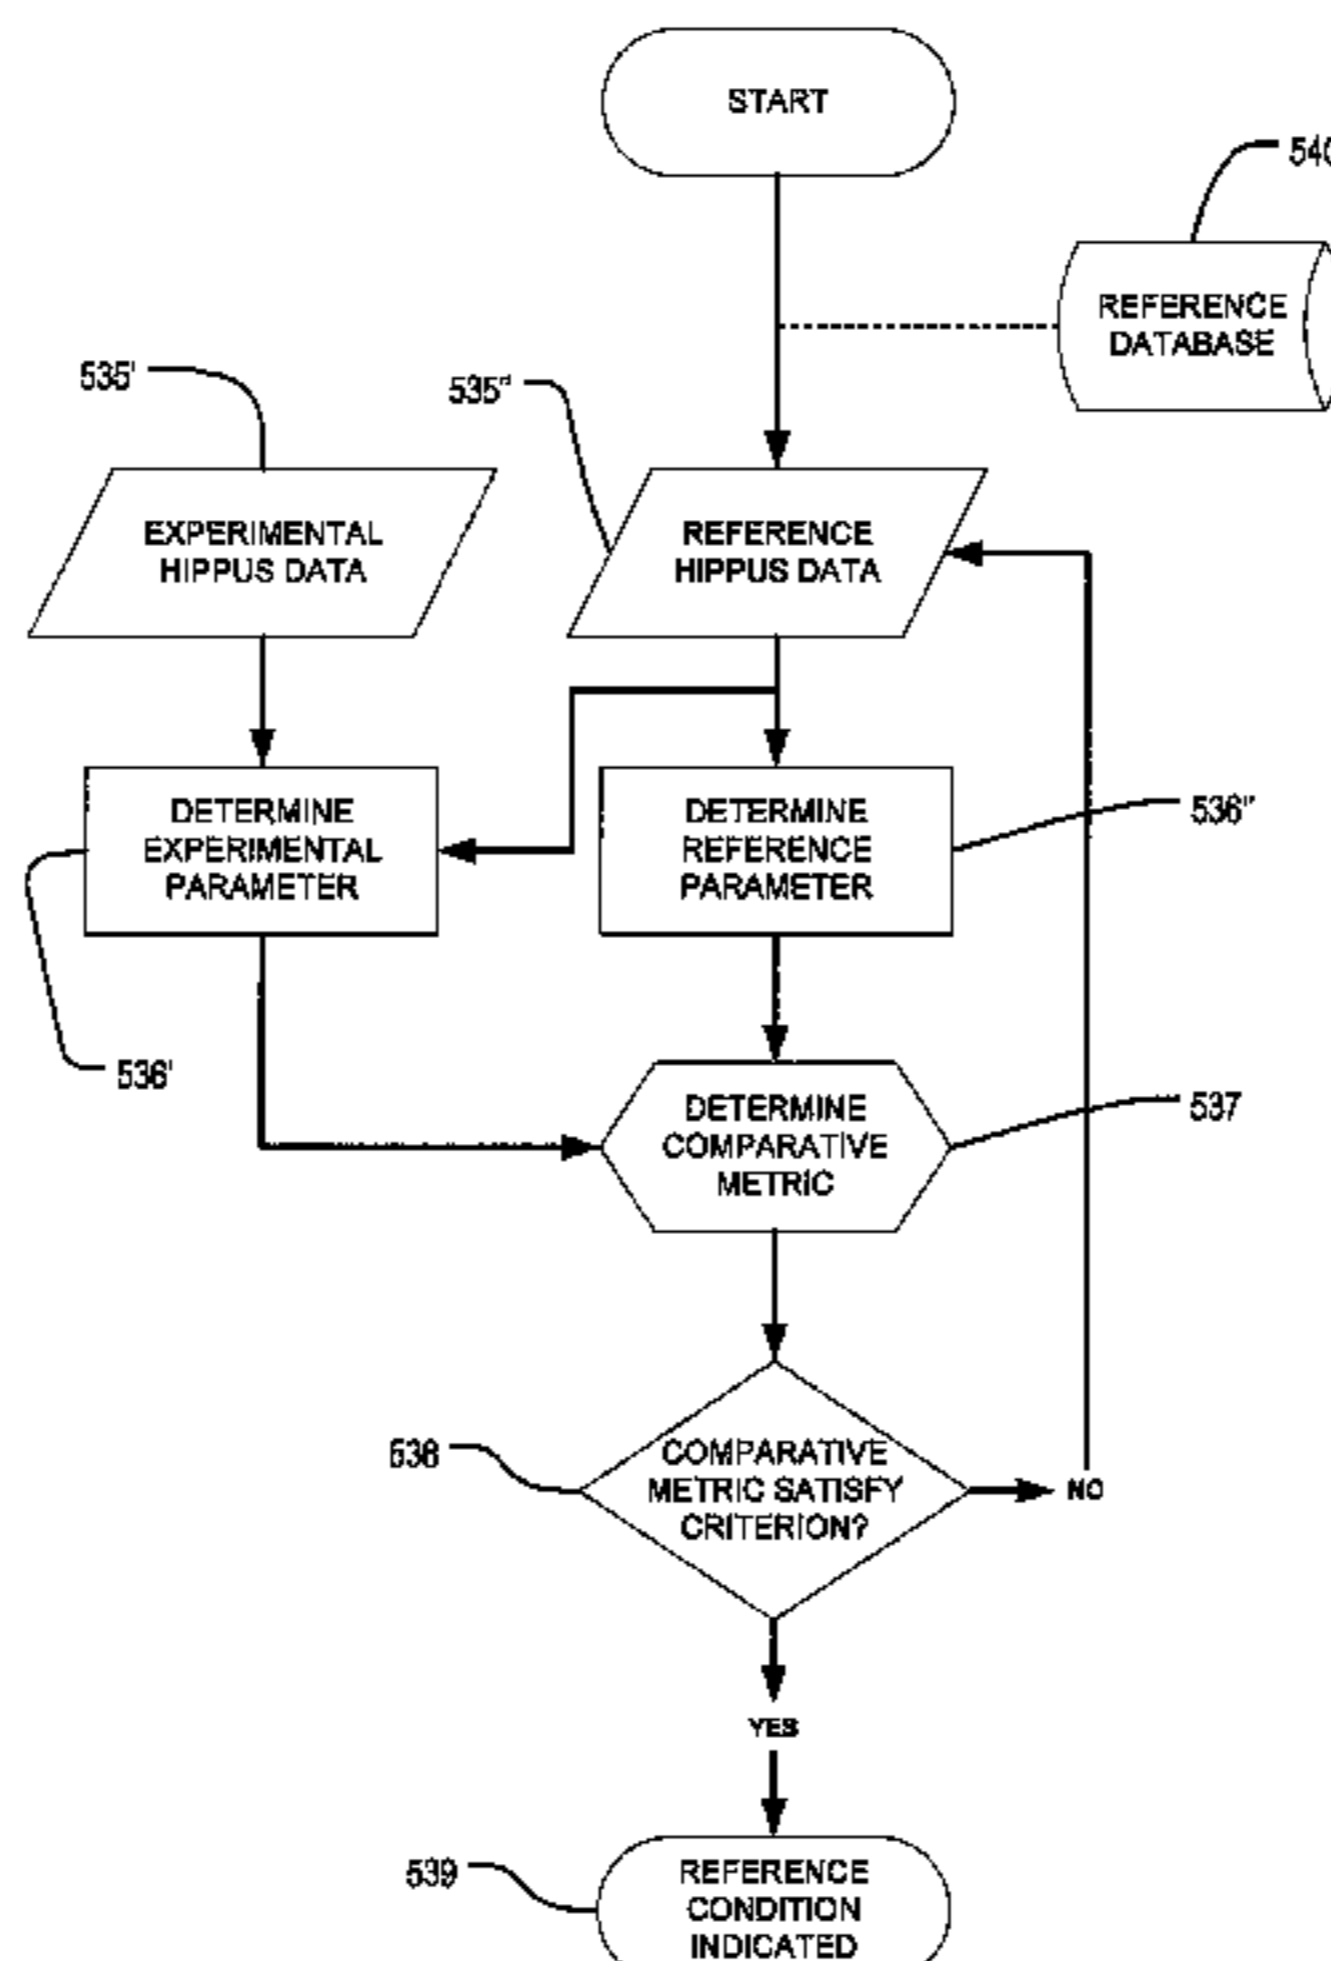 START
540
REFERENCE
DATABASE
535'
535"
EXPERIMENTAL
HIPPUS DATA
REFERENCE
HIPPUS DATA
DETERMINE
EXPERIMENTAL
PARAMETER
DETERMINE
REFERENCE
PARAMETER
536"
536'
DETERMINE
COMPARATIVE
METRIC
537
538
COMPARATIVE
METRIC SATISFY
CRITERION?
NO
YES
539
REFERENCE
CONDITION
INDICATED